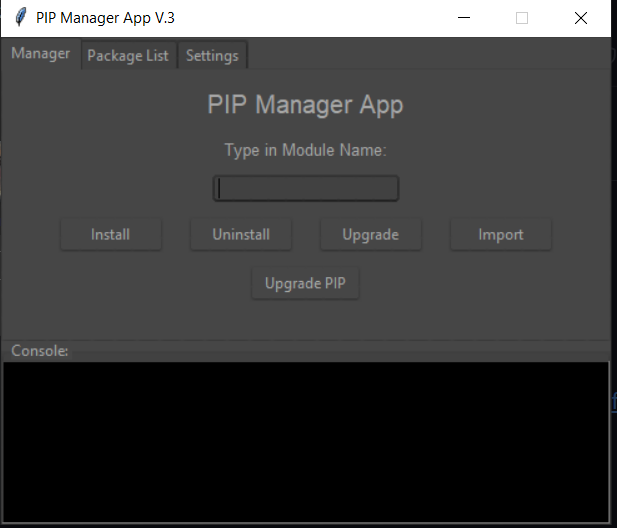 PIP Manager App V.3
Manager Package List Settings
PIP Manager App
Type in Module Name:
Install Uninstall Upgrade Import
Upgrade PIP
Console: